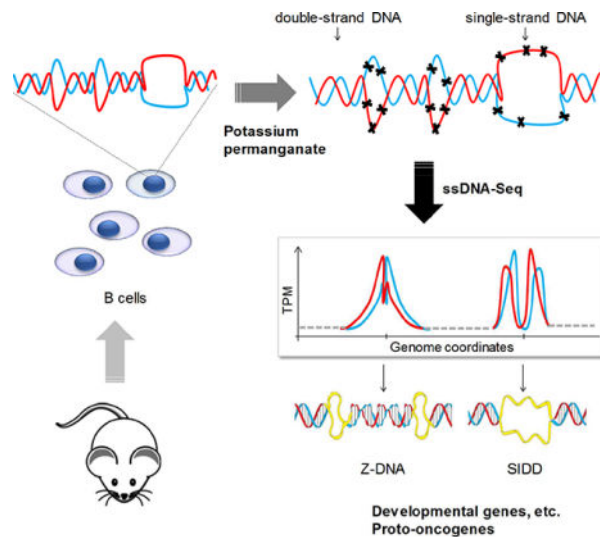 double-strand DNA
single-strand DNA
Potassium
permanganate
ssDNA-Seq
B cells
TPM
Genome coordinates
Z-DNA
SIDD
Developmental genes, etc.
Proto-oncogenes